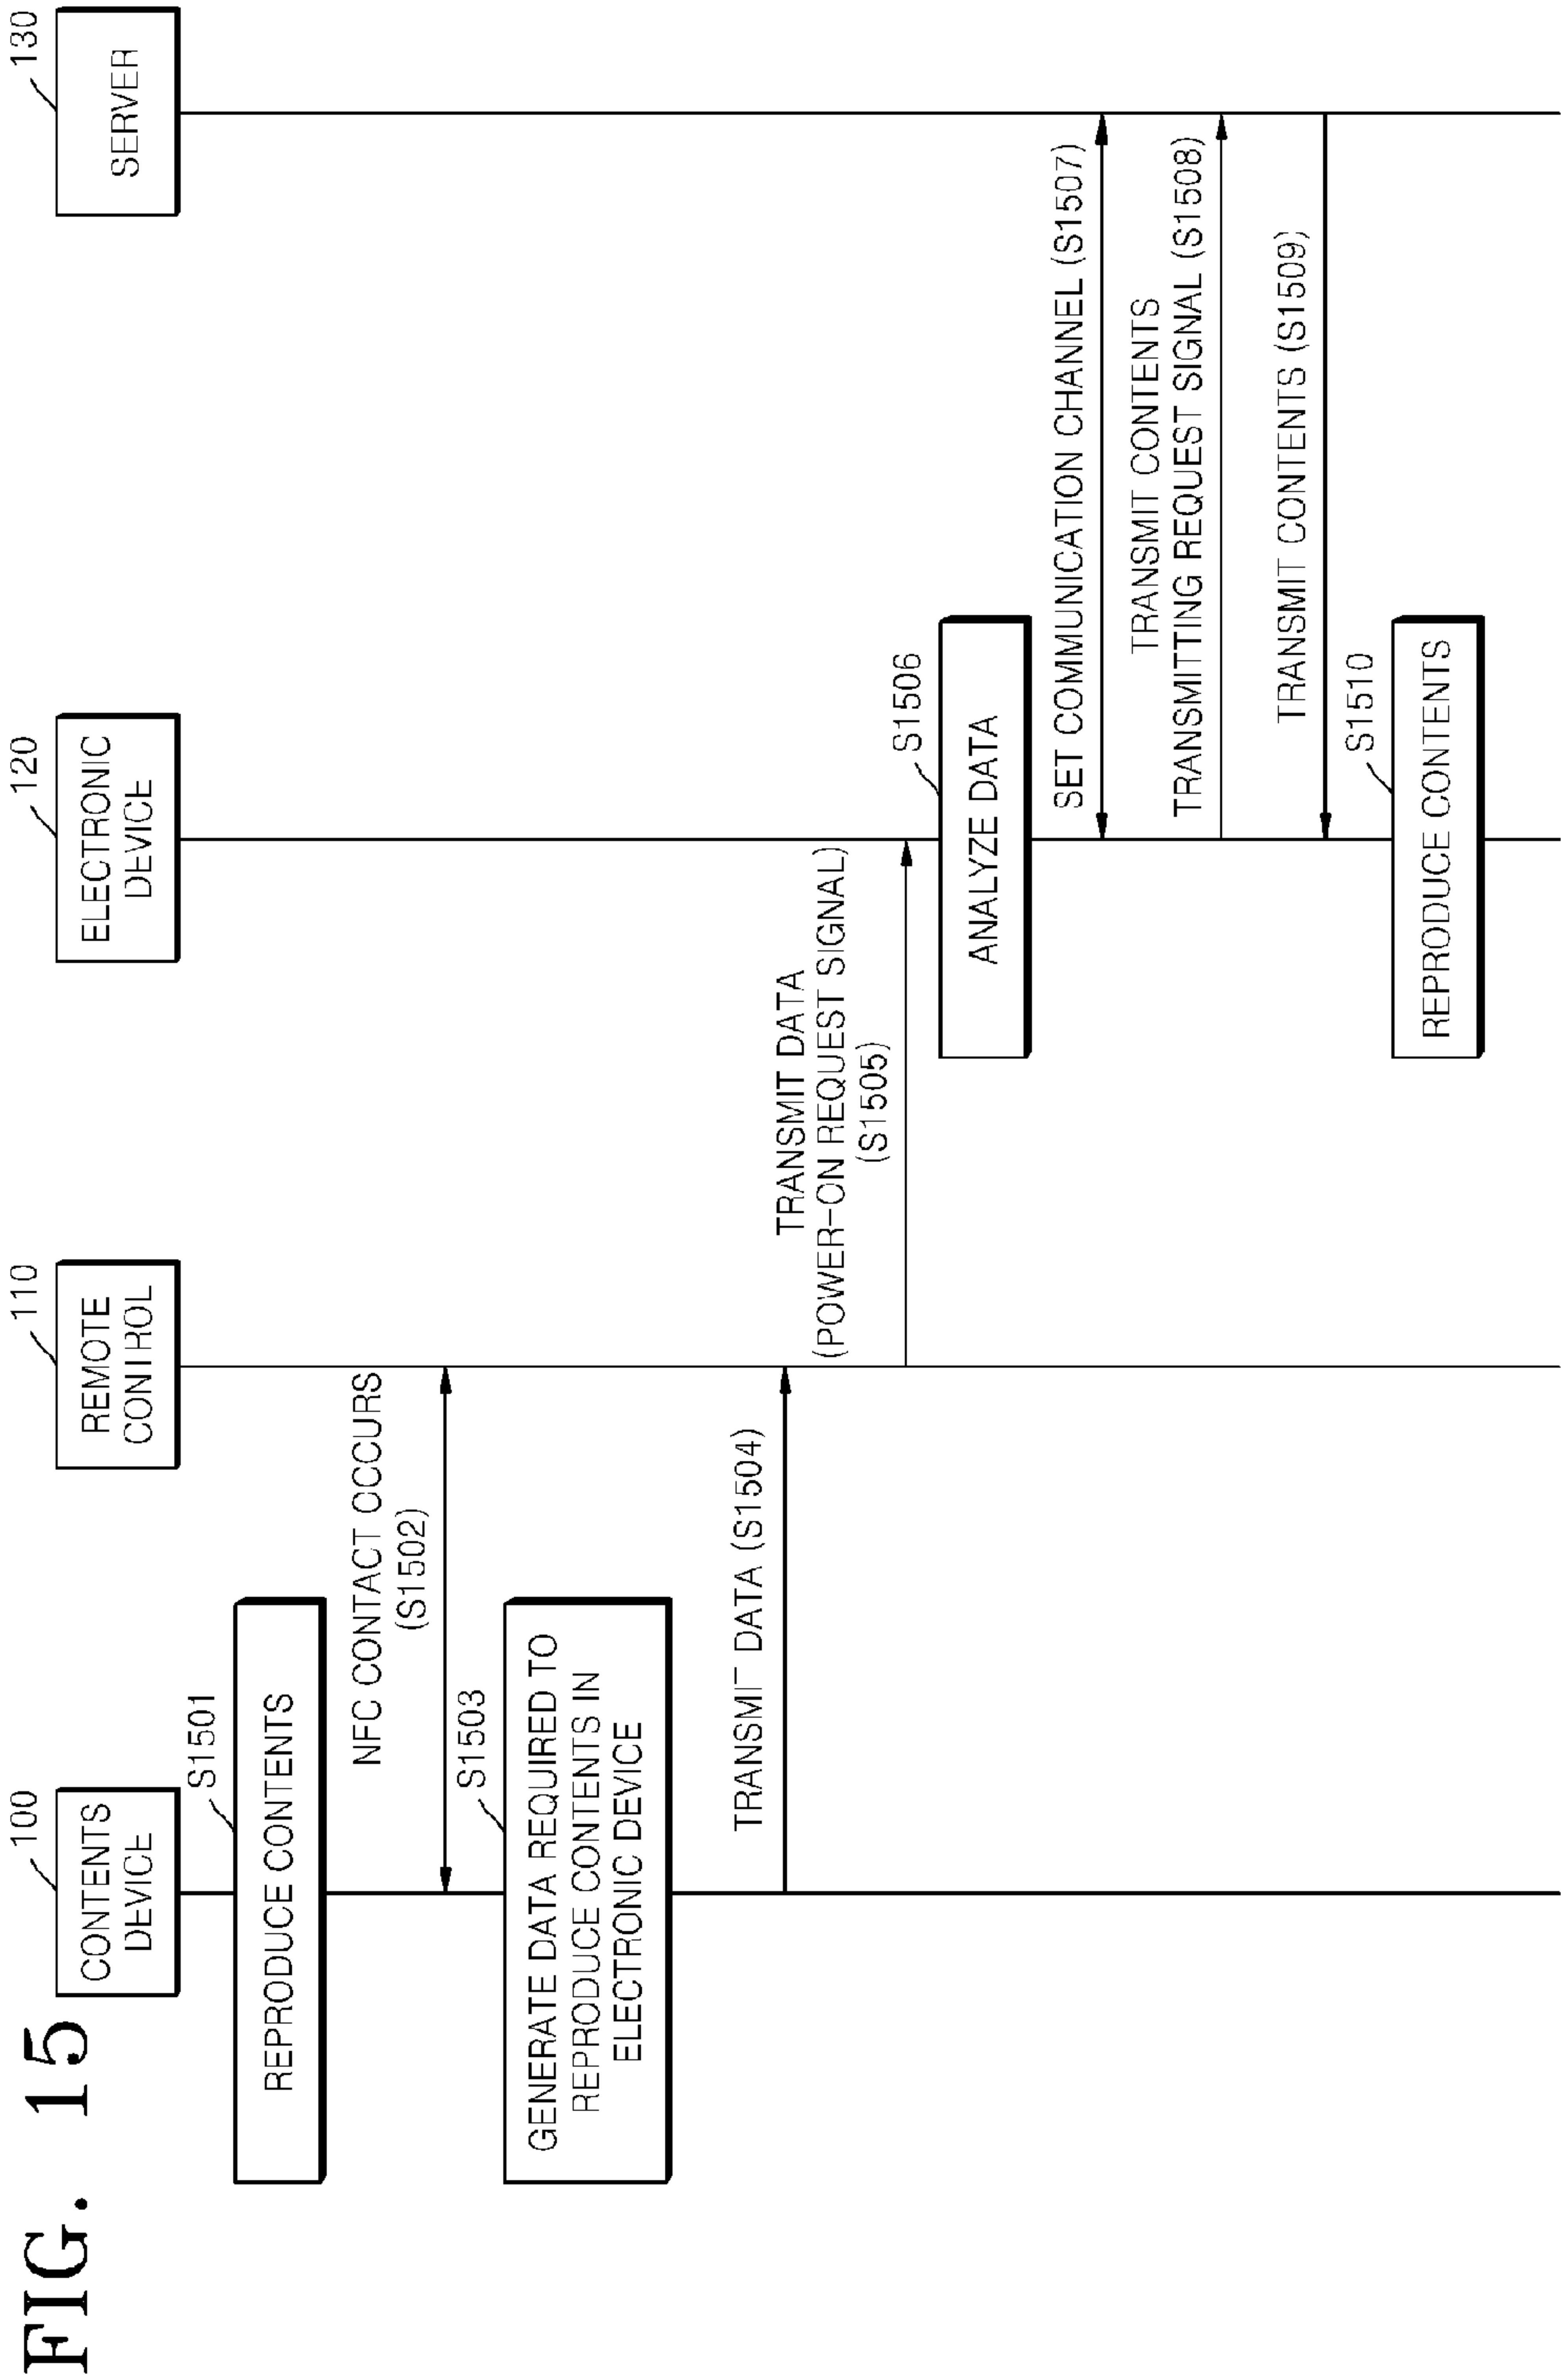 FIG. 15
100
CONTENTS
DEVICE
110
REMOTE
CONTROL
120
ELECTRONIC
DEVICE
130
SERVER
S1501
REPRODUCE CONTENTS
NFC CONTACT OCCURS
(S1502)
S1503
GENERATE DATA REQUIRED TO
REPRODUCE CONTENTS IN
ELECTRONIC DEVICE
TRANSMIT DATA (S1504)
TRANSMIT DATA
(POWER-ON REQUEST SIGNAL)
(S1505)
S1506
ANALYZE DATA
SET COMMUNICATION CHANNEL (S1507)
TRANSMIT CONTENTS
TRANSMITTING REQUEST SIGNAL (S1508)
TRANSMIT CONTENTS (S1509)
S1510
REPRODUCE CONTENTS